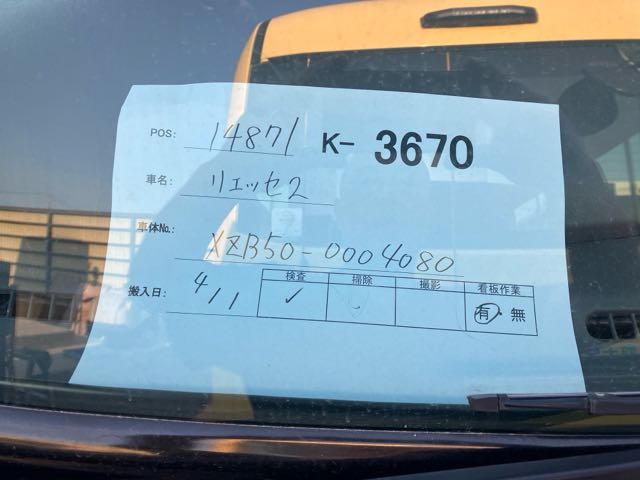 POS: 14871 K- 3670
車名: リエッセ2
車体No.: XZB50-0004080
搬入日: 4/1
検査 掃除 撮影 看板作業
✓ ✓ 有・無